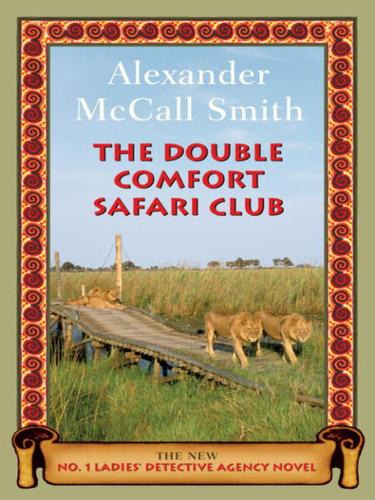 Alexander
McCall Smith
THE DOUBLE
COMFORT
SAFARI CLUB
THE NEW
NO. 1 LADIES' DETECTIVE AGENCY NOVEL